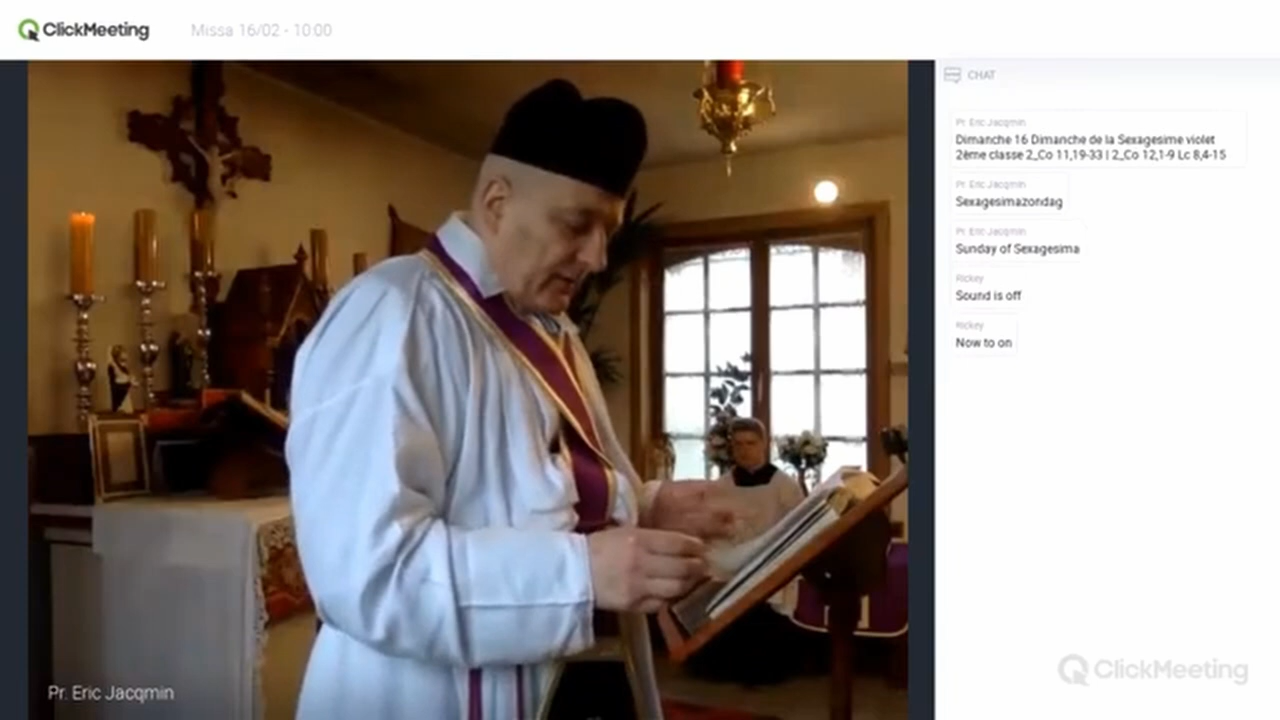 ClickMeeting
Missa 16/02 - 10:00
CHAT
Pr. Eric Jacqmin
Dimanche 16 Dimanche de la Sexagesime violet
2ème classe 2_Co 11,19-33 | 2_Co 12,1-9 Lc 8,4-15
Pr. Eric Jacqmin
Sexagesimazondag
Pr. Eric Jacqmin
Sunday of Sexagesima
Rickey
Sound is off
Rickey
Now to on
Pr. Eric Jacqmin
ClickMeeting